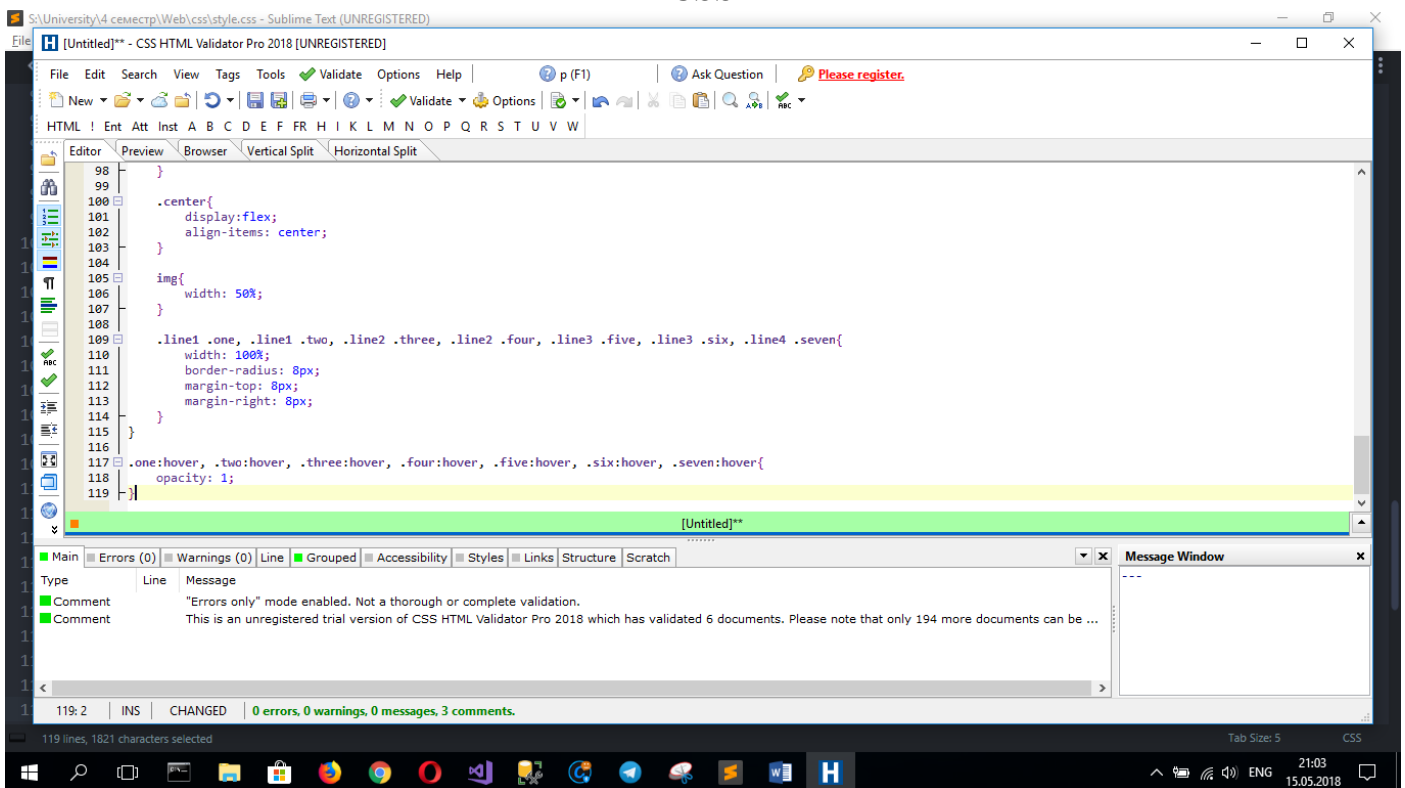 S:\University\4 семестр\Web\css\style.css - Sublime Text (UNREGISTERED)
File
[Untitled]** - CSS HTML Validator Pro 2018 [UNREGISTERED]
File Edit Search View Tags Tools Validate Options Help p (F1) Ask Question Please register.
New Validate Options
HTML ! Ent Att Inst A B C D E F FR H I K L M N O P Q R S T U V W
Editor Preview Browser Vertical Split Horizontal Split
98 }
99
100 .center{
101 display:flex;
102 align-items: center;
103 }
104
105 img{
106 width: 50%;
107 }
108
109 .line1 .one, .line1 .two, .line2 .three, .line2 .four, .line3 .five, .line3 .six, .line4 .seven{
110 width: 100%;
111 border-radius: 8px;
112 margin-top: 8px;
113 margin-right: 8px;
114 }
115 }
116
117 .one:hover, .two:hover, .three:hover, .four:hover, .five:hover, .six:hover, .seven:hover{
118 opacity: 1;
119 }
[Untitled]**
Main Errors (0) Warnings (0) Line Grouped Accessibility Styles Links Structure Scratch Message Window
Type Line Message ---
Comment "Errors only" mode enabled. Not a thorough or complete validation.
Comment This is an unregistered trial version of CSS HTML Validator Pro 2018 which has validated 6 documents. Please note that only 194 more documents can be ...
119: 2 INS CHANGED 0 errors, 0 warnings, 0 messages, 3 comments.
119 lines, 1821 characters selected Tab Size: 5 CSS
ENG 21:03
15.05.2018